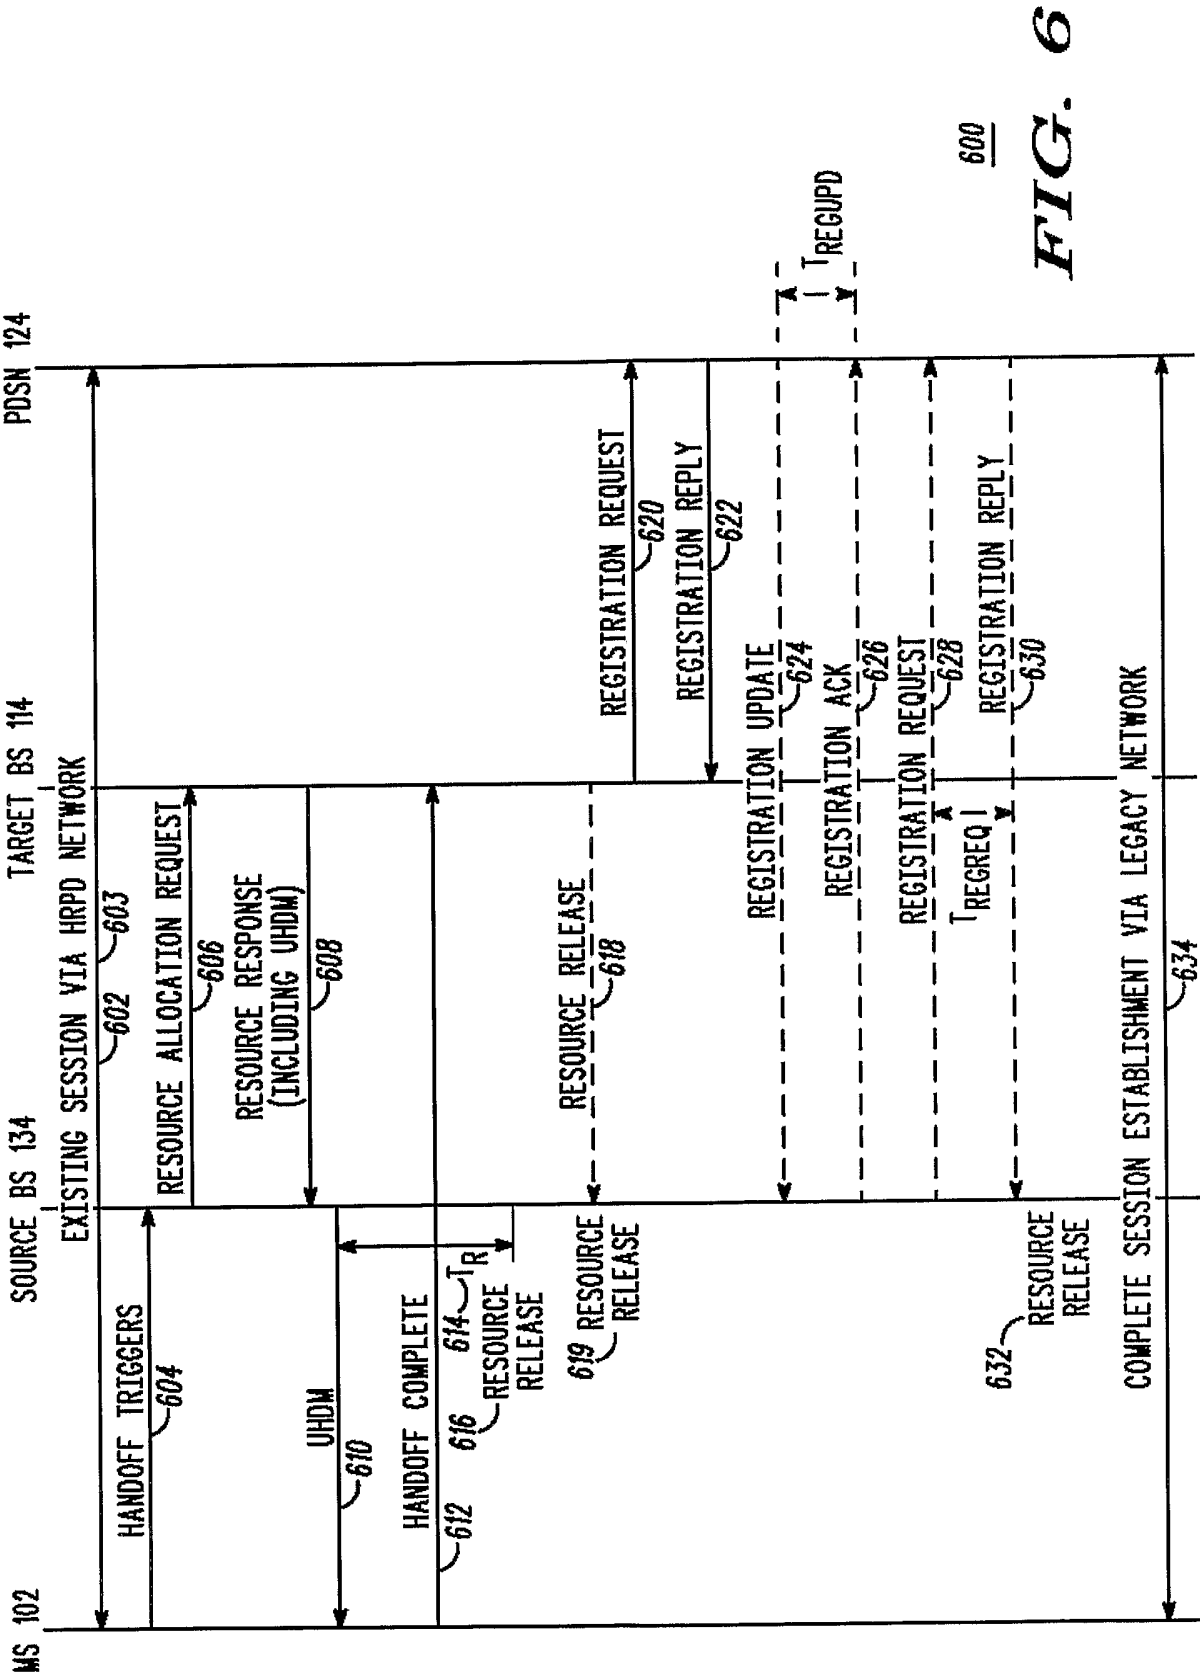 MS 102
SOURCE BS 134
TARGET BS 114
PDSN 124
EXISTING SESSION VIA HRPD NETWORK
602
603
HANDOFF TRIGGERS
604
RESOURCE ALLOCATION REQUEST
606
RESOURCE RESPONSE
(INCLUDING UHDM)
608
UHDM
610
HANDOFF COMPLETE
612
614
TR
616
RESOURCE
RELEASE
RESOURCE RELEASE
618
619
RESOURCE
RELEASE
REGISTRATION REQUEST
620
REGISTRATION REPLY
622
REGISTRATION UPDATE
624
TREGUPD
REGISTRATION ACK
626
REGISTRATION REQUEST
628
TREGREQ
REGISTRATION REPLY
630
632
RESOURCE
RELEASE
COMPLETE SESSION ESTABLISHMENT VIA LEGACY NETWORK
634
600
FIG. 6